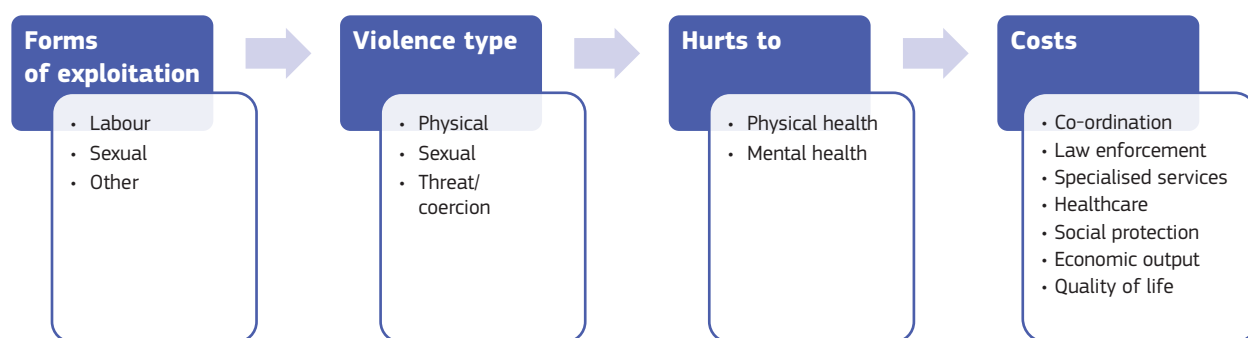 Forms
of exploitation
• Labour
• Sexual
• Other
Violence type
• Physical
• Sexual
• Threat/
coercion
Hurts to
• Physical health
• Mental health
Costs
• Co-ordination
• Law enforcement
• Specialised services
• Healthcare
• Social protection
• Economic output
• Quality of life